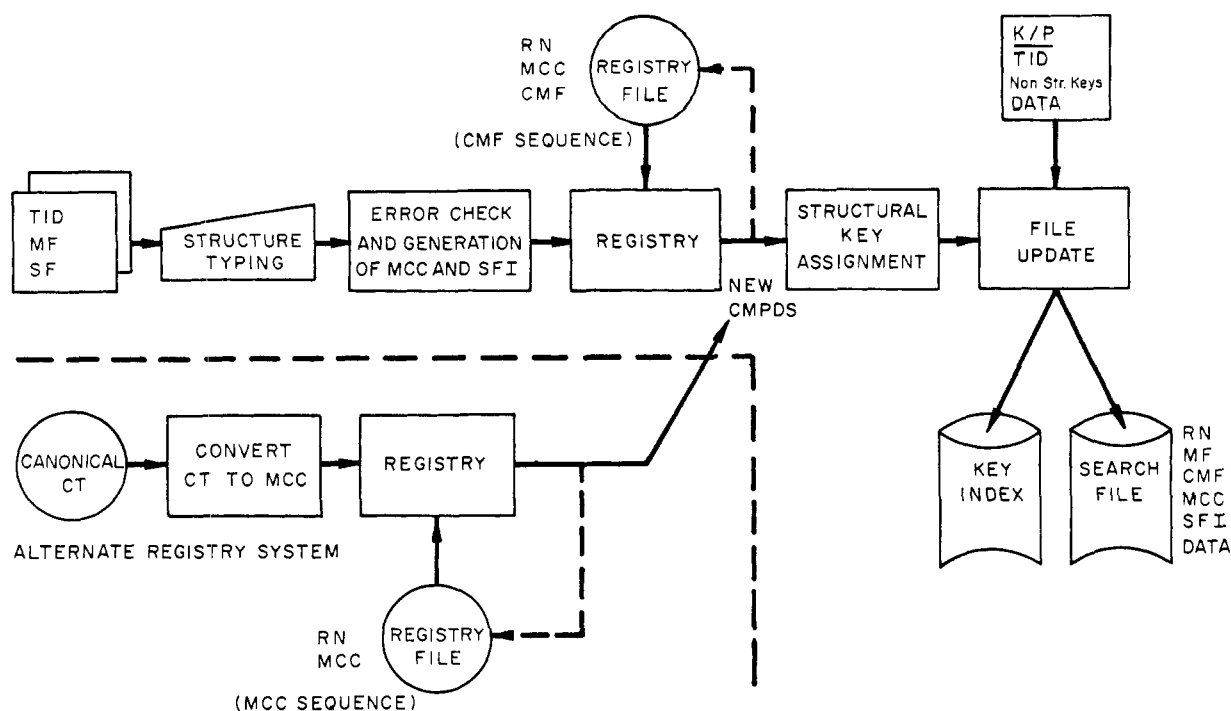 RN
MCC
CMF
REGISTRY
FILE
(CMF SEQUENCE)
K/P
TID
Non Str. Keys
DATA
TID
MF
SF
STRUCTURE
TYPING
ERROR CHECK
AND GENERATION
OF MCC AND SFI
REGISTRY
STRUCTURAL
KEY
ASSIGNMENT
FILE
UPDATE
NEW
CMPDS
CANONICAL
CT
CONVERT
CT TO MCC
REGISTRY
ALTERNATE REGISTRY SYSTEM
RN
MCC
REGISTRY
FILE
(MCC SEQUENCE)
KEY
INDEX
SEARCH
FILE
RN
MF
CMF
MCC
SFI
DATA